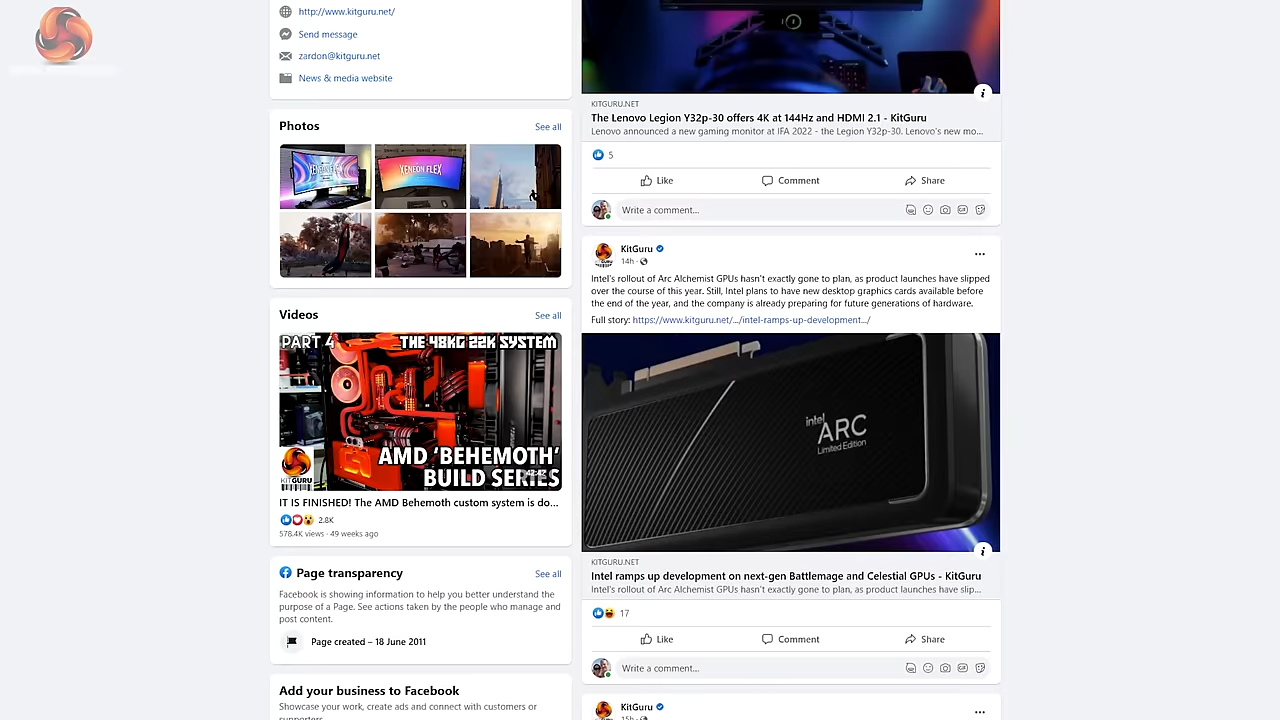 http://www.kitguru.net/
Send message
zardon@kitguru.net
News & media website
Photos
See all
XENEON FLEX
Videos
See all
PART 4
THE 48KG 22K SYSTEM
KITGURU
AMD 'BEHEMOTH'
BUILD SERIES
42:42
IT IS FINISHED! The AMD Behemoth custom system is do...
2.8K
578.4K views · 49 weeks ago
Page transparency
See all
Facebook is showing information to help you better understand the
purpose of a Page. See actions taken by the people who manage and
post content.
Page created – 18 June 2011
Add your business to Facebook
Showcase your work, create ads and connect with customers or
supporters.
KITGURU.NET
The Lenovo Legion Y32p-30 offers 4K at 144Hz and HDMI 2.1 - KitGuru
Lenovo announced a new gaming monitor at IFA 2022 - the Legion Y32p-30. Lenovo's new mo...
5
Like
Comment
Share
Write a comment...
KitGuru
14h ·
Intel's rollout of Arc Alchemist GPUs hasn't exactly gone to plan, as product launches have slipped
over the course of this year. Still, Intel plans to have new desktop graphics cards available before
the end of the year, and the company is already preparing for future generations of hardware.
Full story: https://www.kitguru.net/.../intel-ramps-up-development.../
intel
ARC
Limited Edition
KITGURU.NET
Intel ramps up development on next-gen Battlemage and Celestial GPUs - KitGuru
Intel's rollout of Arc Alchemist GPUs hasn't exactly gone to plan, as product launches have slip...
17
Like
Comment
Share
Write a comment...
KitGuru
15h ·